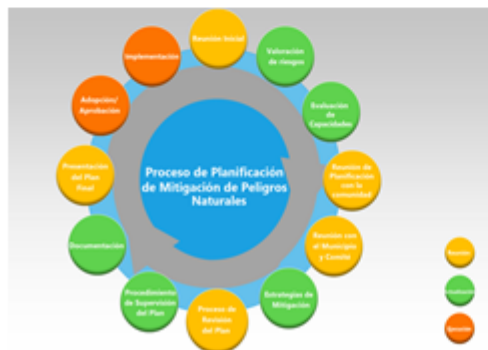 Reunión Inicial
Valoración
de riesgos
Evaluación
de
Capacidades
Reunión de
Planificación
con la
comunidad
Reunión con
el Municipio
y Comité
Estrategias de
Mitigación
Proceso de
Revisión
del Plan
Procedimiento
de Supervisión
del Plan
Documentación
Presentación
del Plan
Final
Adopción/
Aprobación
Implementación
Proceso de Planificación
de Mitigación de Peligros
Naturales
Reunión
Ejecución